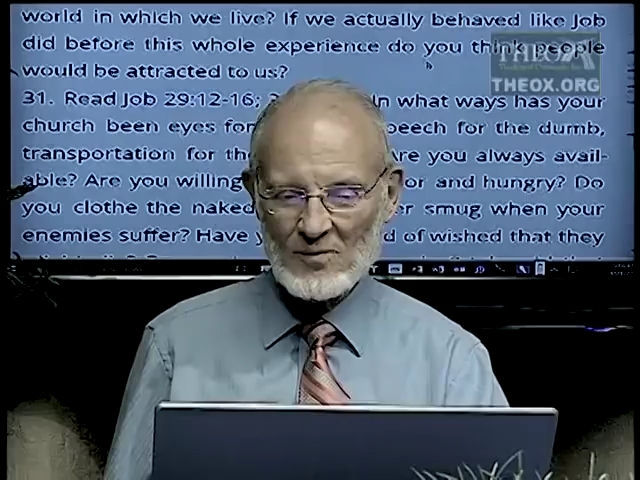 world in which we live? If we actually behaved like Job
did before this whole experience do you think people
would be attracted to us?
THEOX
THEOX.ORG
31. Read Job 29:12-16; In what ways has your
church been eyes for speech for the dumb,
transportation for the Are you always avail-
able? Are you willing and hungry? Do
you clothe the naked smug when your
enemies suffer? Have of wished that they